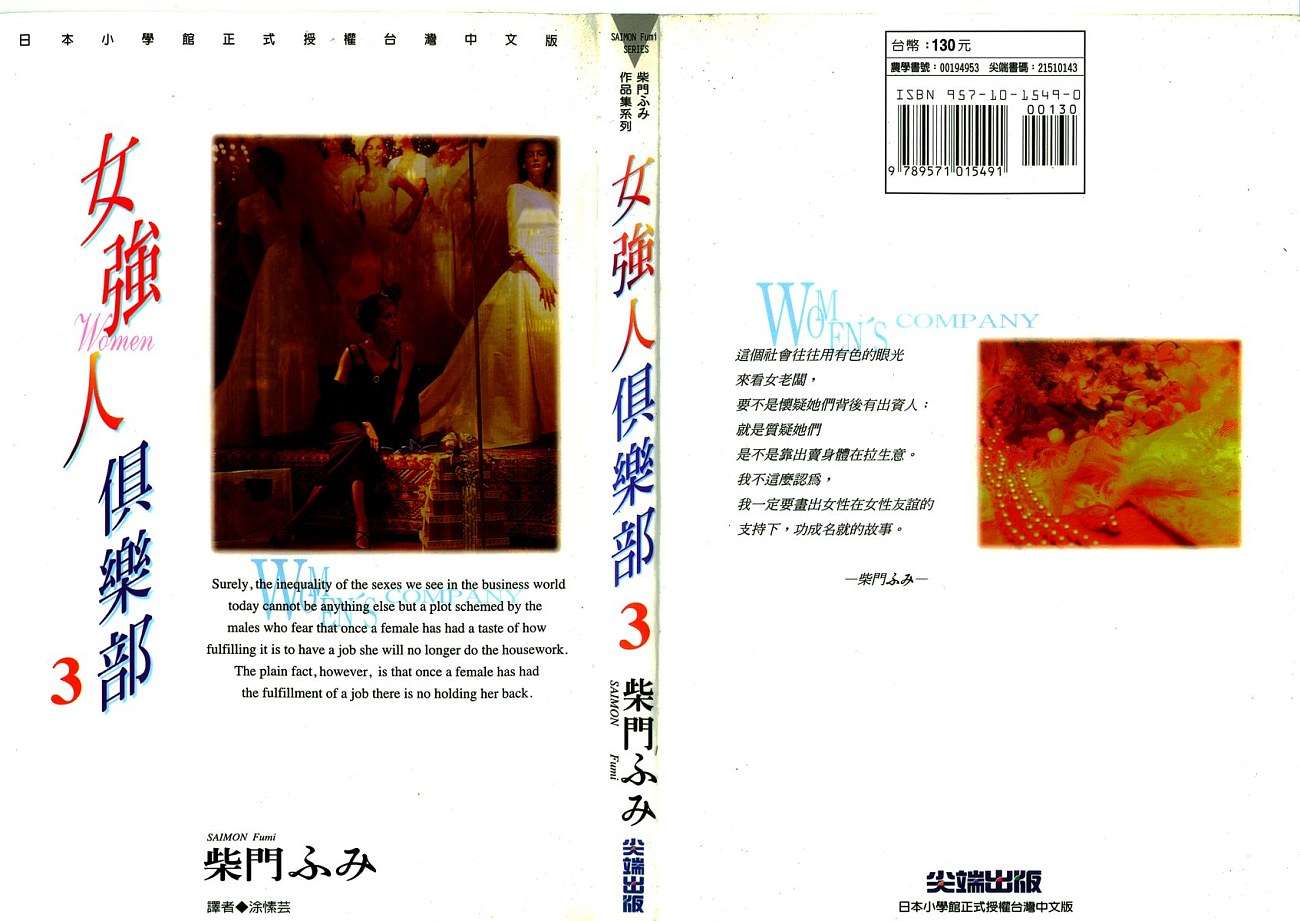 日本小學館正式授權台灣中文版
女強人俱樂部
Women
3
WOMEN'S COMPANY
Surely, the inequality of the sexes we see in the business world
today cannot be anything else but a plot schemed by the
males who fear that once a female has had a taste of how
fulfilling it is to have a job she will no longer do the housework.
The plain fact, however, is that once a female has had
the fulfillment of a job there is no holding her back.
SAIMON Fumi
柴門ふみ
譯者◆涂愫芸
SAIMON Fumi
SERIES
柴門ふみ
作品集系列
女強人俱樂部
3
柴門ふみ
SAIMON Fumi
尖端出版
台幣：130元
農學書號：00194953 尖端書碼：21510143
ISBN 957-10-1549-0
00130
9 789571 015491
WOMEN'S COMPANY
這個社會往往用有色的眼光
來看女老闆，
要不是懷疑她們背後有出資人；
就是質疑她們
是不是靠出賣身體在拉生意。
我不這麼認爲，
我一定要畫出女性在女性友誼的
支持下，功成名就的故事。
—柴門ふみ—
尖端出版
日本小學館正式授權台灣中文版